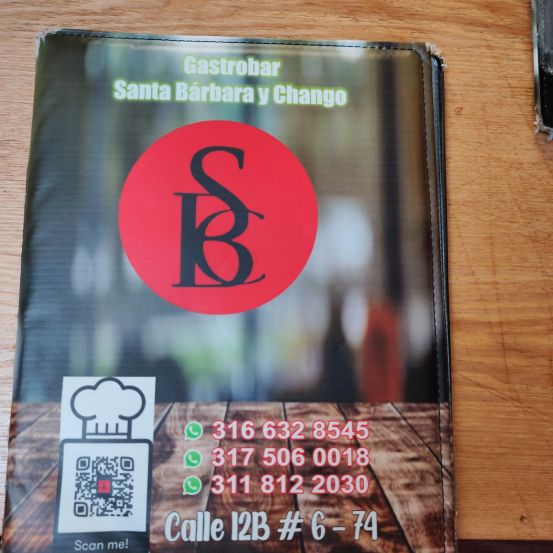 Gastrobar
Santa Bárbara y Chango
SBC
316 632 8545
317 506 0018
311 812 2030
Calle 12B # 6 - 74
Scan me!